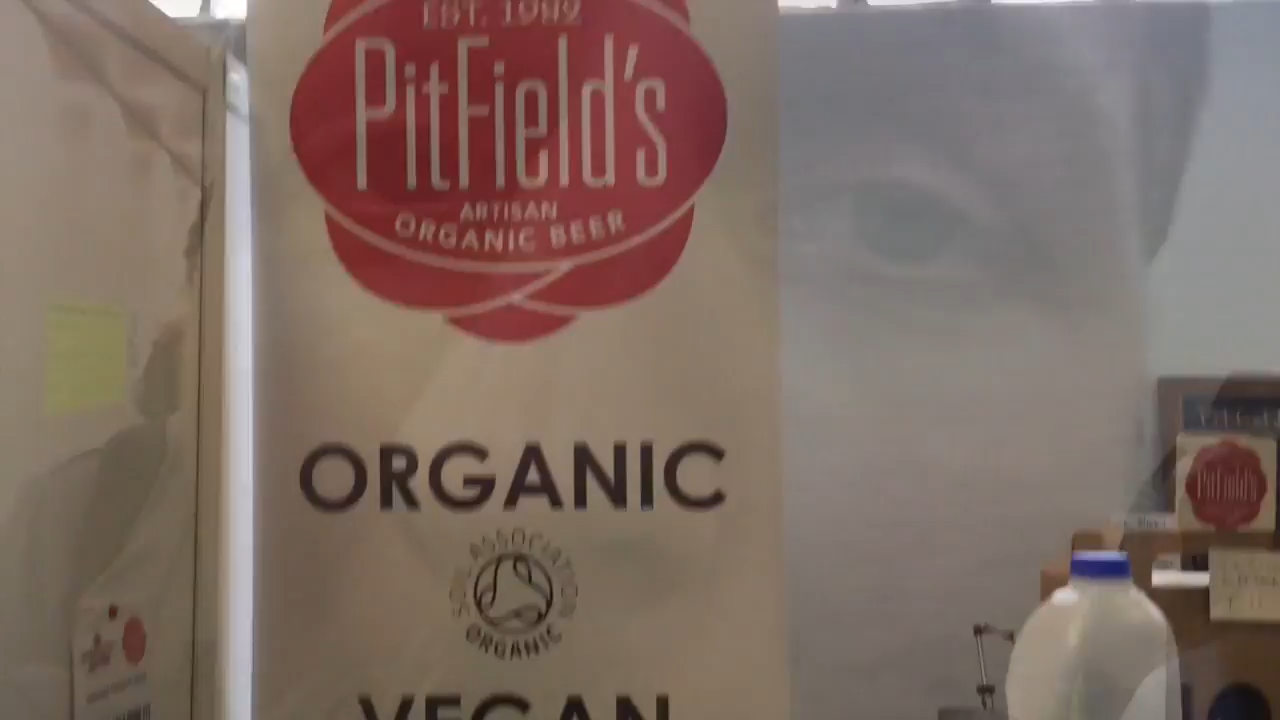 EST. 1982
PitField's
ARTISAN
ORGANIC BEER
ORGANIC
SOIL ASSOCIATION
ORGANIC
VEGAN
PitField's